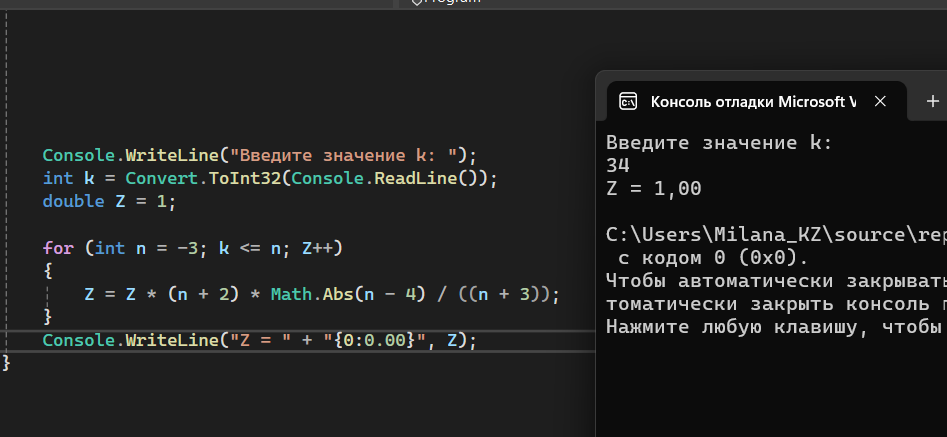 Program
Console.WriteLine("Введите значение k: ");
int k = Convert.ToInt32(Console.ReadLine());
double Z = 1;
for (int n = -3; k <= n; Z++)
{
Z = Z * (n + 2) * Math.Abs(n - 4) / ((n + 3));
}
Console.WriteLine("Z = " + "{0:0.00}", Z);
}
Консоль отладки Microsoft V
Введите значение k:
34
Z = 1,00
C:\Users\Milana_KZ\source\rep
с кодом 0 (0x0).
Чтобы автоматически закрывать
томатически закрыть консоль п
Нажмите любую клавишу, чтобы